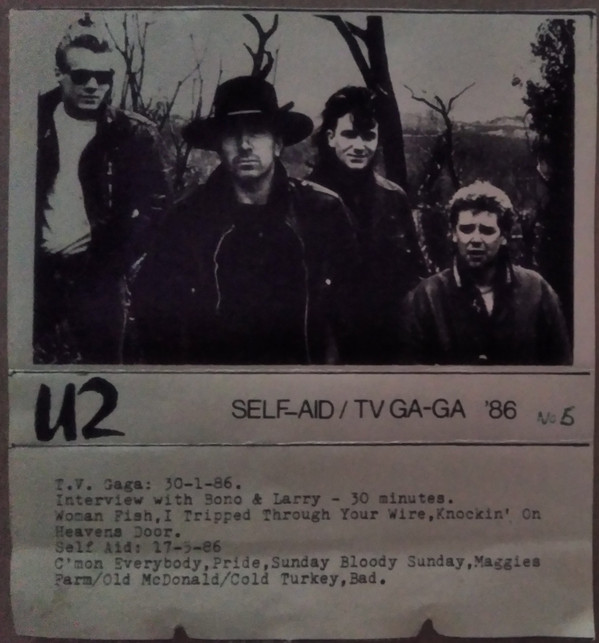 U2
SELF-AID / TV GA-GA '86 No 5
T.V. Gaga: 30-1-86.
Interview with Bono & Larry - 30 minutes.
Woman Fish,I Tripped Through Your Wire,Knockin' On
Heavens Door.
Self Aid: 17-5-86
C'mon Everybody,Pride,Sunday Bloody Sunday,Maggies
Farm/Old McDonald/Cold Turkey,Bad.